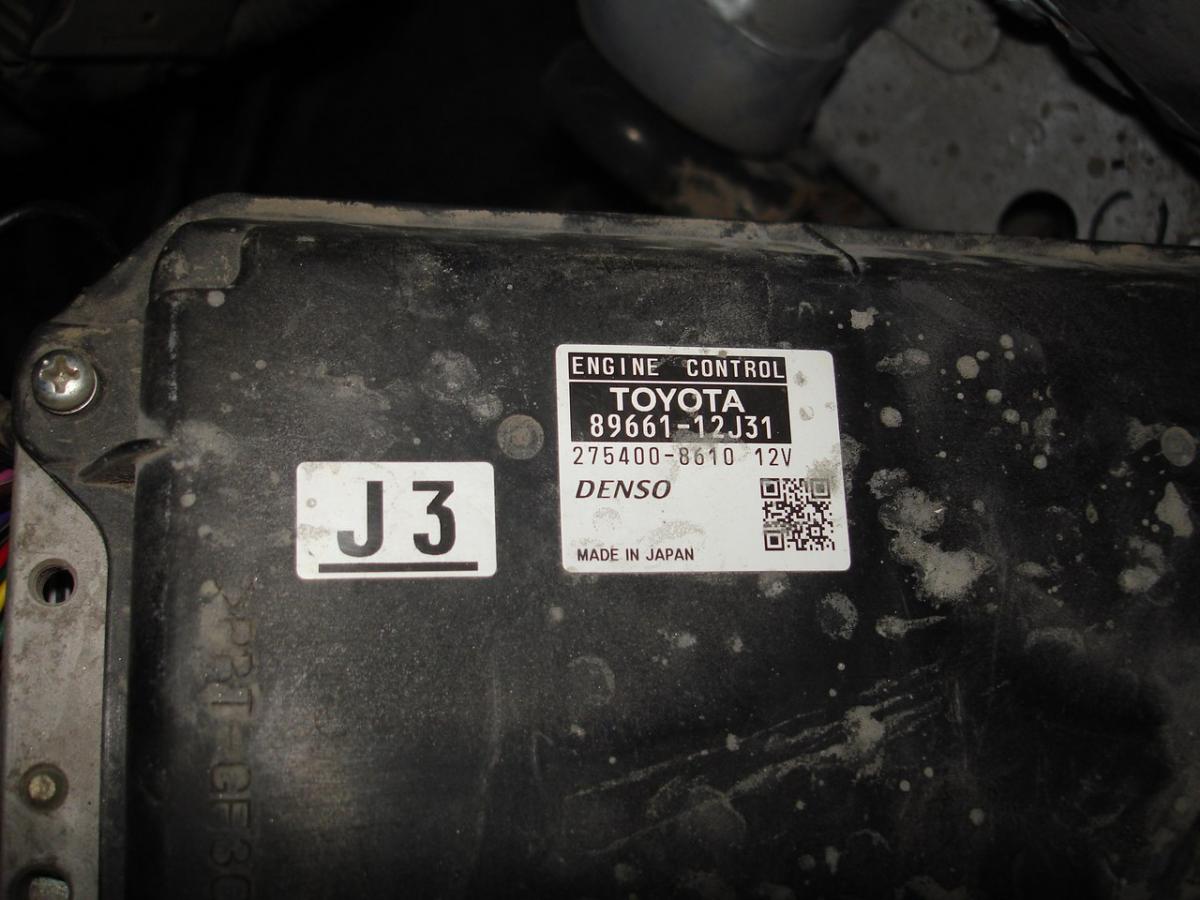 ENGINE CONTROL
TOYOTA
89661-12J31
275400-8610 12V
DENSO
MADE IN JAPAN
J3